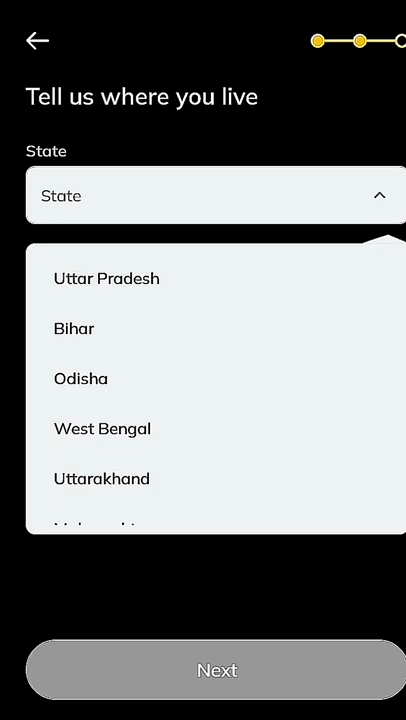 Tell us where you live
State
State
Uttar Pradesh
Bihar
Odisha
West Bengal
Uttarakhand
Next